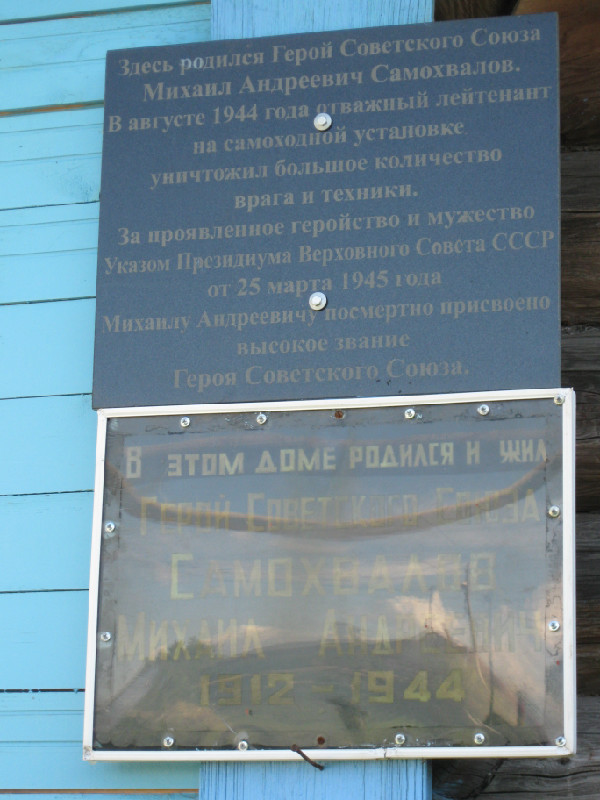 Здесь родился Герой Советского Союза
Михаил Андреевич Самохвалов.
В августе 1944 года отважный лейтенант
на самоходной установке
уничтожил большое количество
врага и техники.
За проявленное геройство и мужество
Указом Президиума Верховного Совета СССР
от 25 марта 1945 года
Михаилу Андреевичу посмертно присвоено
высокое звание
Героя Советского Союза.
В ЭТОМ ДОМЕ РОДИЛСЯ И ЖИЛ
ГЕРОЙ СОВЕТСКОГО СОЮЗА
САМОХВАЛОВ
МИХАИЛ АНДРЕЕВИЧ
1912 - 1944